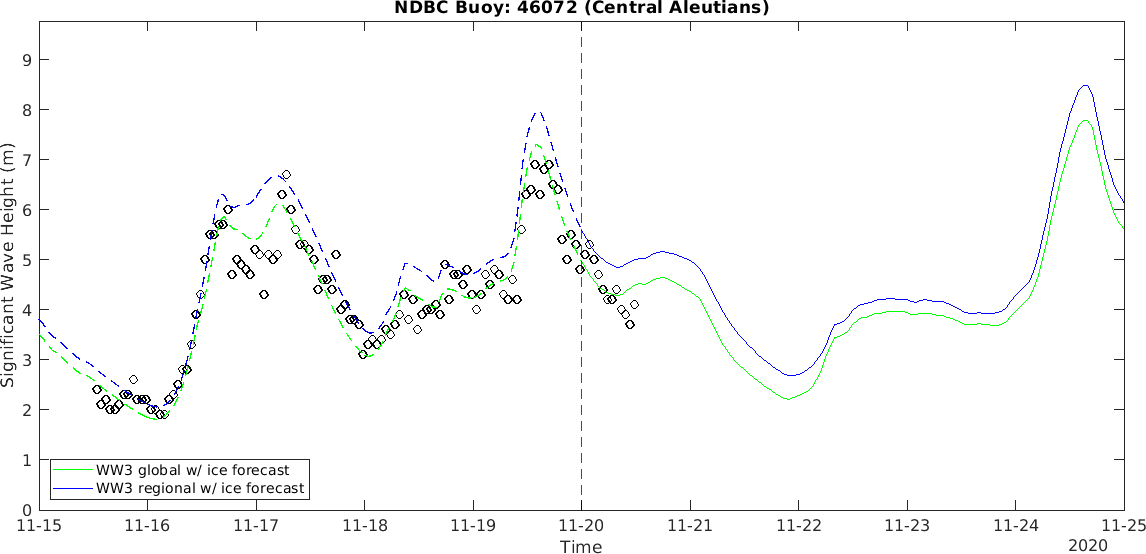 NDBC Buoy: 46072 (Central Aleutians)
9
8
7
6
5
4
3
2
1
0
Significant Wave Height (m)
WW3 global w/ ice forecast
WW3 regional w/ ice forecast
11-15 11-16 11-17 11-18 11-19 11-20 11-21 11-22 11-23 11-24 11-25
Time
2020